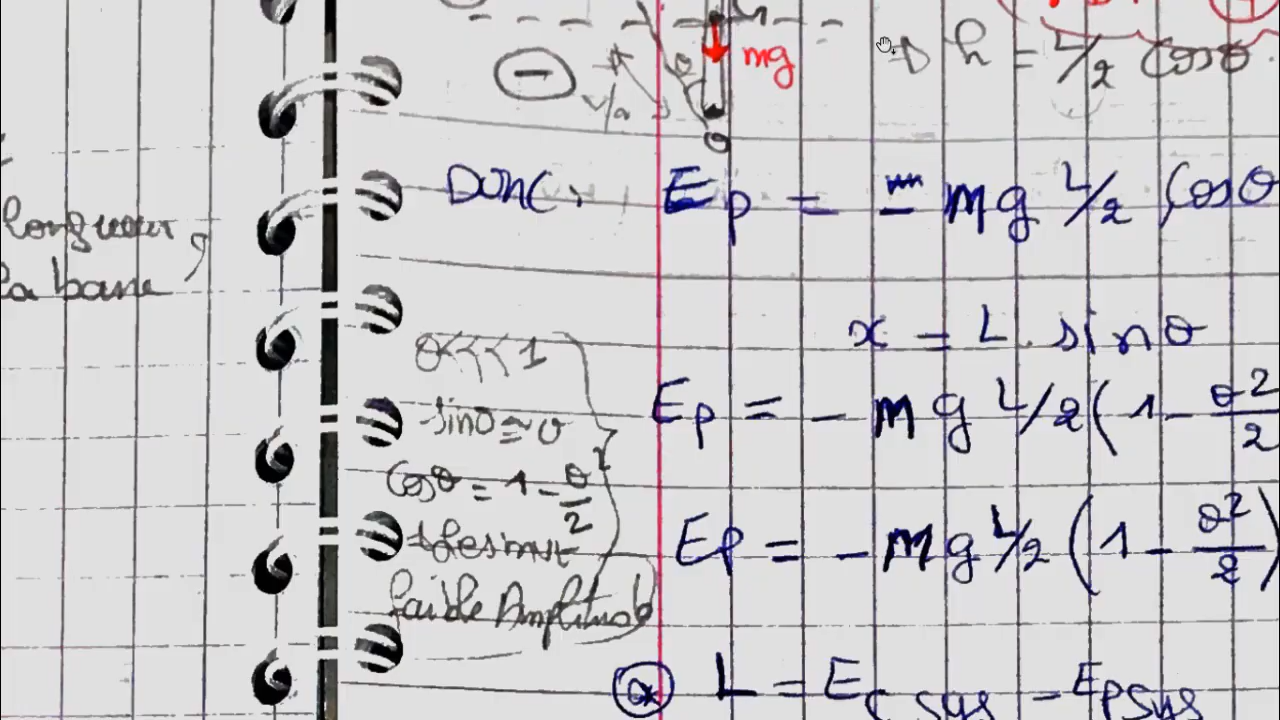 mg
h = L/2 cosθ
θ
longueur,
la barre
Donc, Ep = - mg L/2 cosθ
x = L. sinθ
θ<<<1
sinθ ≃ θ
cosθ = 1 - θ²/2
faible Amplitude
Ep = - mg L/2 ( 1 - θ²/2
Ep = - mg L/2 ( 1 - θ²/2 )
L = Ec sys - Ep sys